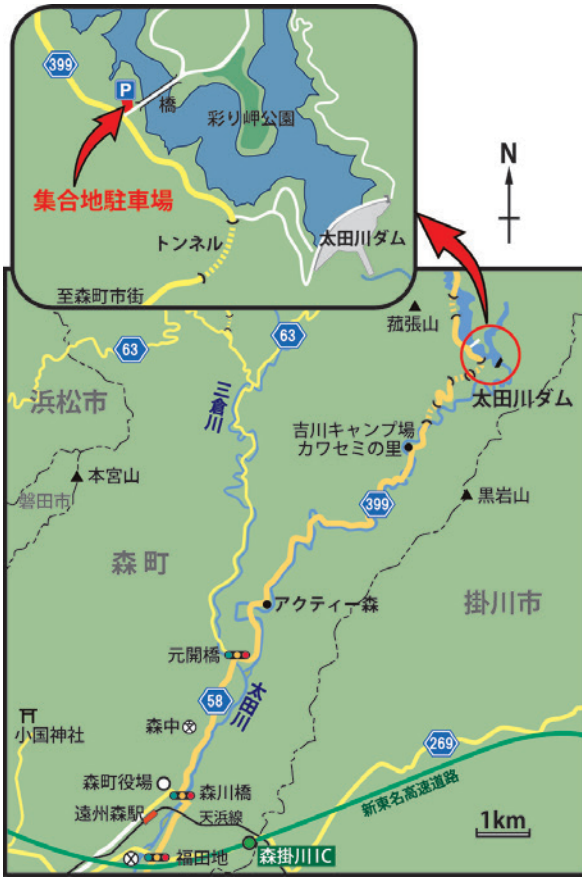 399
P
橋
彩り岬公園
集合地駐車場
トンネル
太田川ダム
至森町市街
N
菰張山
63
63
三倉川
浜松市
太田川ダム
吉川キャンプ場
カワセミの里
本宮山
磐田市
黒岩山
399
森町
掛川市
アクティー森
元開橋
太田川
58
小国神社
森中
269
新東名高速道路
森町役場
森川橋
遠州森駅
天浜線
1km
福田地
森掛川IC